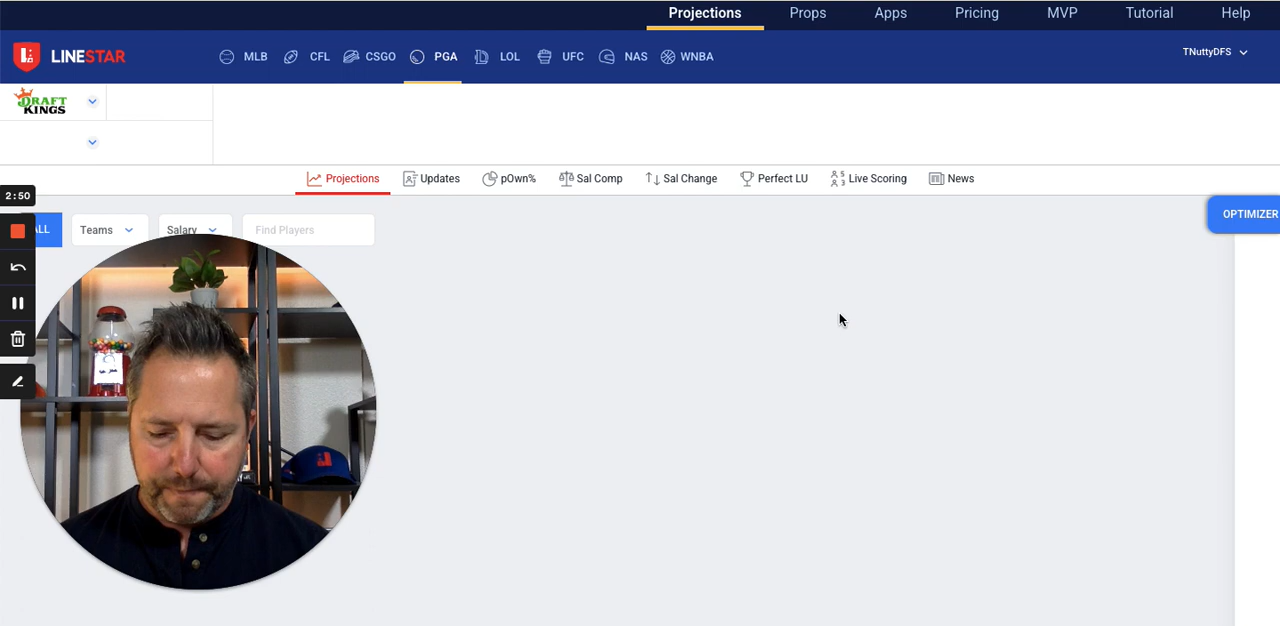 Projections Props Apps Pricing MVP Tutorial Help
LINESTAR MLB CFL CSGO PGA LOL UFC NAS WNBA TNuttyDFS
DRAFT
KINGS
Projections Updates pOwn% Sal Comp Sal Change Perfect LU Live Scoring News
2:50
ALL Teams Salary Find Players
OPTIMIZER